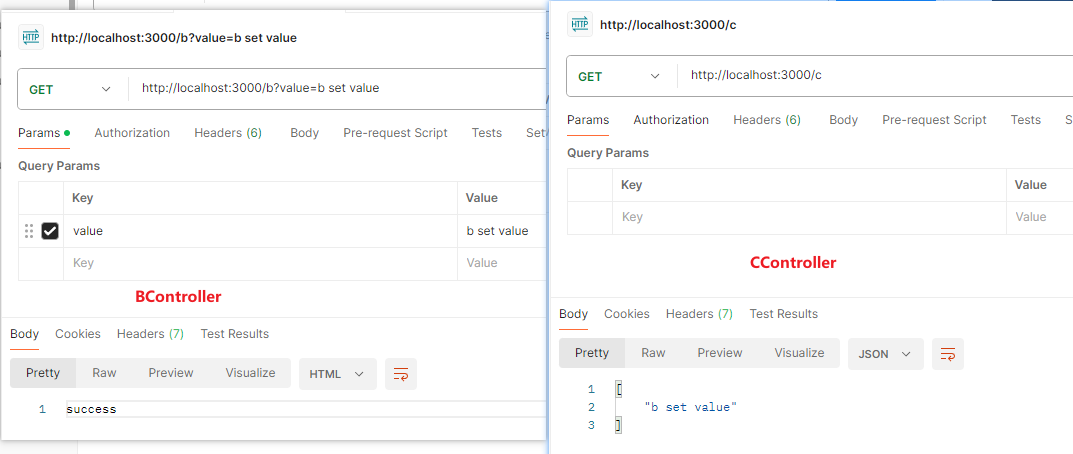 HTTP http://localhost:3000/b?value=b set value
GET http://localhost:3000/b?value=b set value
Params Authorization Headers (6) Body Pre-request Script Tests Set
Query Params
Key Value
value b set value
Key Value
BController
Body Cookies Headers (7) Test Results
Pretty Raw Preview Visualize HTML
1 success
HTTP http://localhost:3000/c
GET http://localhost:3000/c
Params Authorization Headers (6) Body Pre-request Script Tests S
Query Params
Key Value
Key Value
CController
Body Cookies Headers (7) Test Results
Pretty Raw Preview Visualize JSON
1 [
2 "b set value"
3 ]